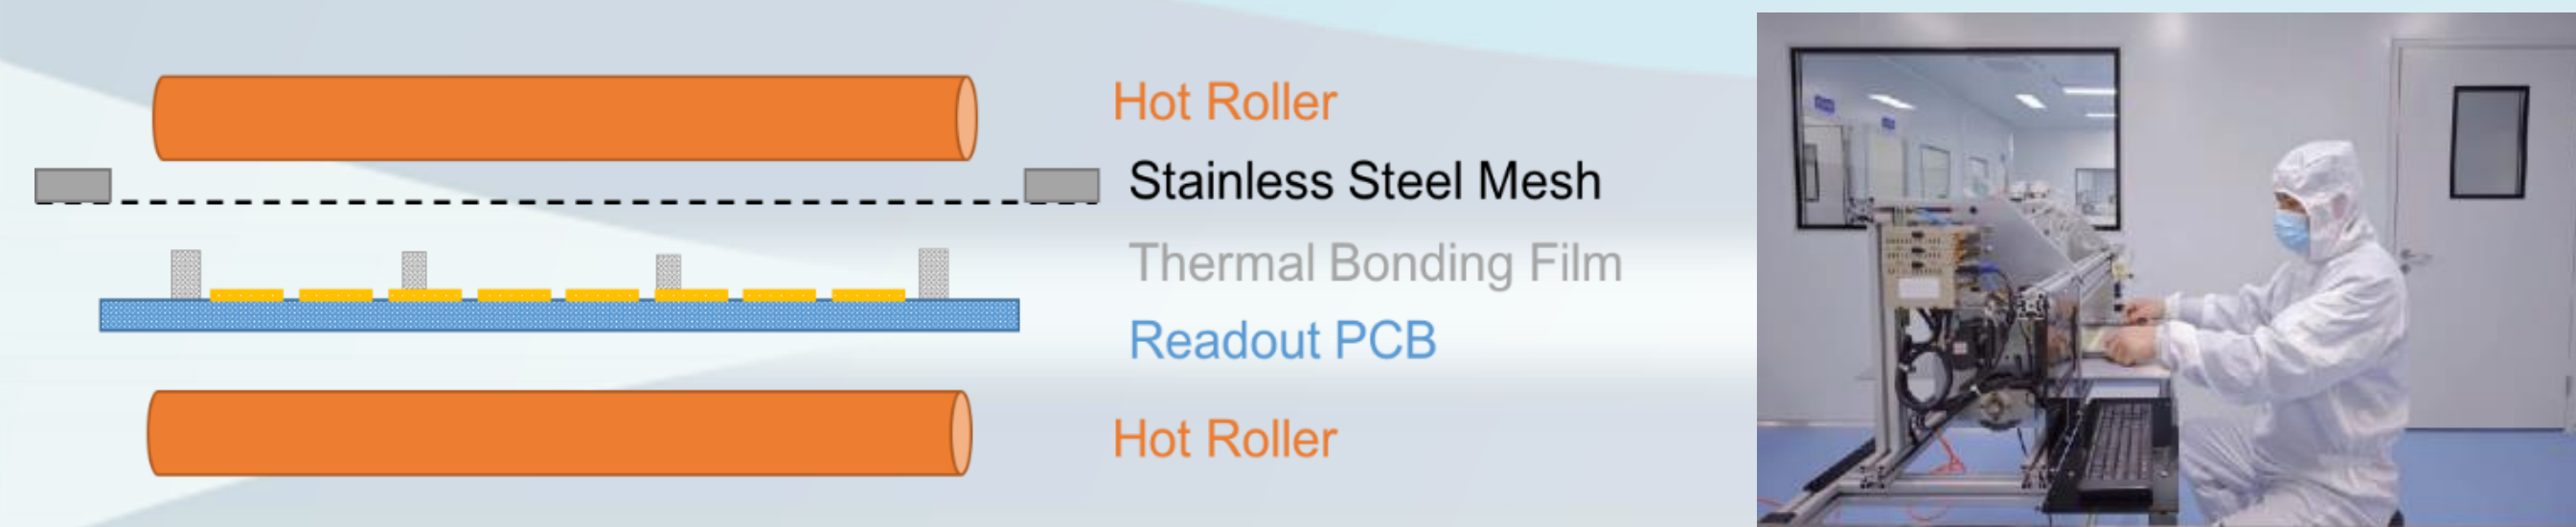 Hot Roller
Stainless Steel Mesh
Thermal Bonding Film
Readout PCB
Hot Roller